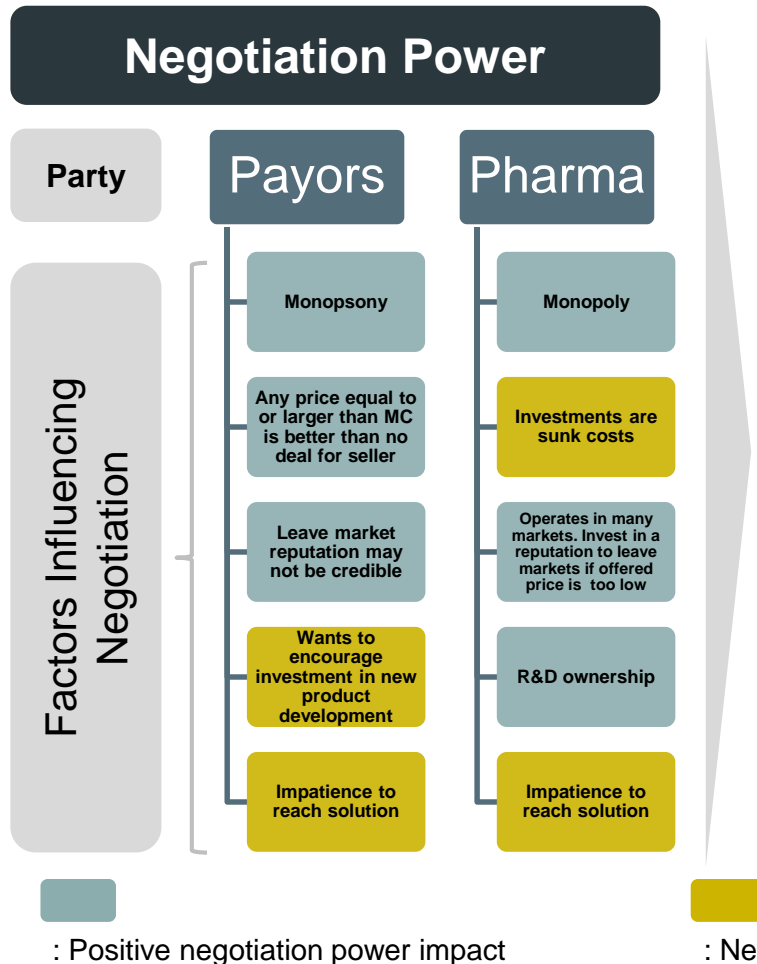 Negotiation Power
Party
Payors
Pharma
Factors Influencing
Negotiation
Monopsony
Any price equal to
or larger than MC
is better than no
deal for seller
Leave market
reputation may
not be credible
Wants to
encourage
investment in new
product
development
Impatience to
reach solution
Monopoly
Investments are
sunk costs
Operates in many
markets. Invest in a
reputation to leave
markets if offered
price is too low
R&D ownership
Impatience to
reach solution
: Positive negotiation power impact
: Ne